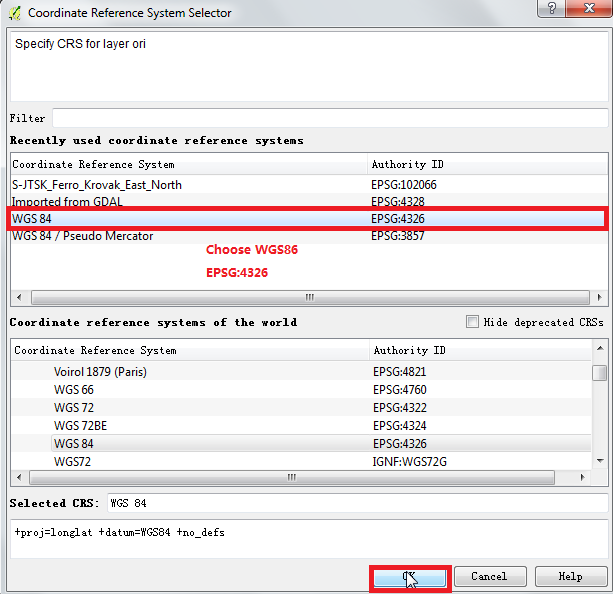 Coordinate Reference System Selector
Specify CRS for layer ori
Filter
Recently used coordinate reference systems
Coordinate Reference System Authority ID
S-JTSK_Ferro_Krovak_East_North EPSG:102066
Imported from GDAL EPSG:4328
WGS 84 EPSG:4326
WGS 84 / Pseudo Mercator EPSG:3857
Choose WGS86
EPSG:4326
Coordinate reference systems of the world Hide deprecated CRSs
Coordinate Reference System Authority ID
Voirol 1879 (Paris) EPSG:4821
WGS 66 EPSG:4760
WGS 72 EPSG:4322
WGS 72BE EPSG:4324
WGS 84 EPSG:4326
WGS72 IGNF:WGS72G
Selected CRS: WGS 84
+proj=longlat +datum=WGS84 +no_defs
OK Cancel Help